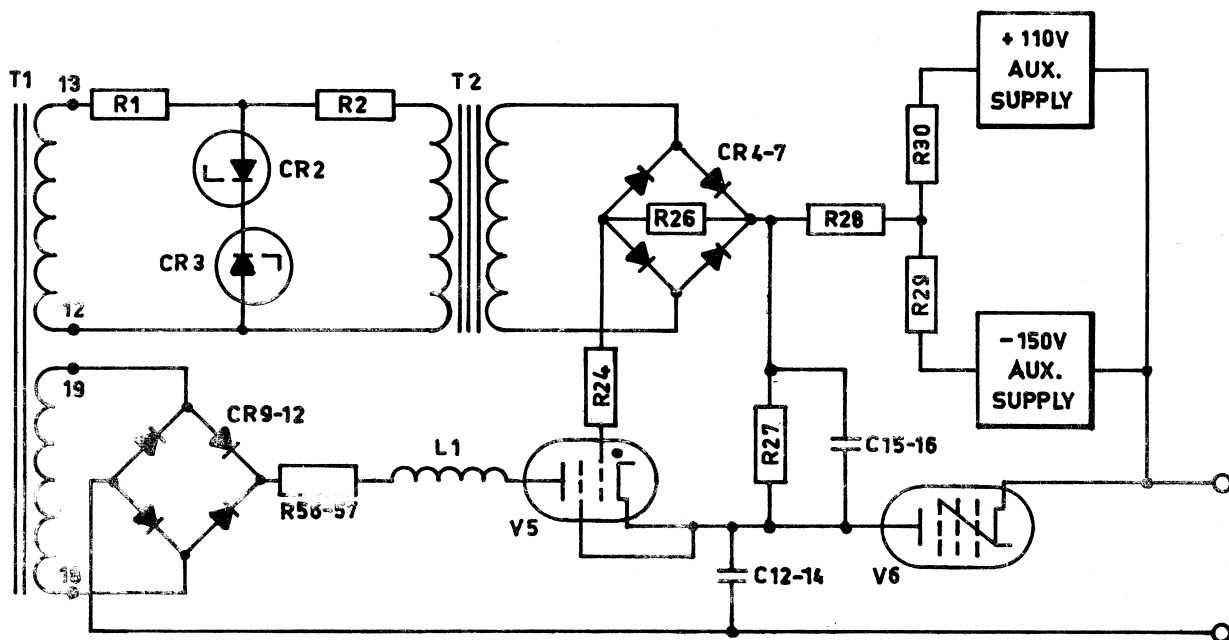 T1
13
R1
R2
T2
CR2
CR3
12
CR4-7
R26
R28
R30
R29
+110V
AUX.
SUPPLY
-150V
AUX.
SUPPLY
19
CR9-12
R56-57
L1
R24
V5
R27
C15-16
C12-14
V6
18